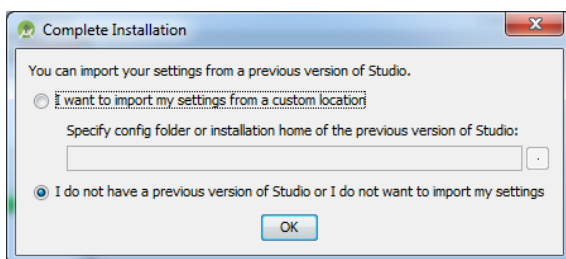 Complete Installation
You can import your settings from a previous version of Studio.
I want to import my settings from a custom location
Specify config folder or installation home of the previous version of Studio:
.
I do not have a previous version of Studio or I do not want to import my settings
OK